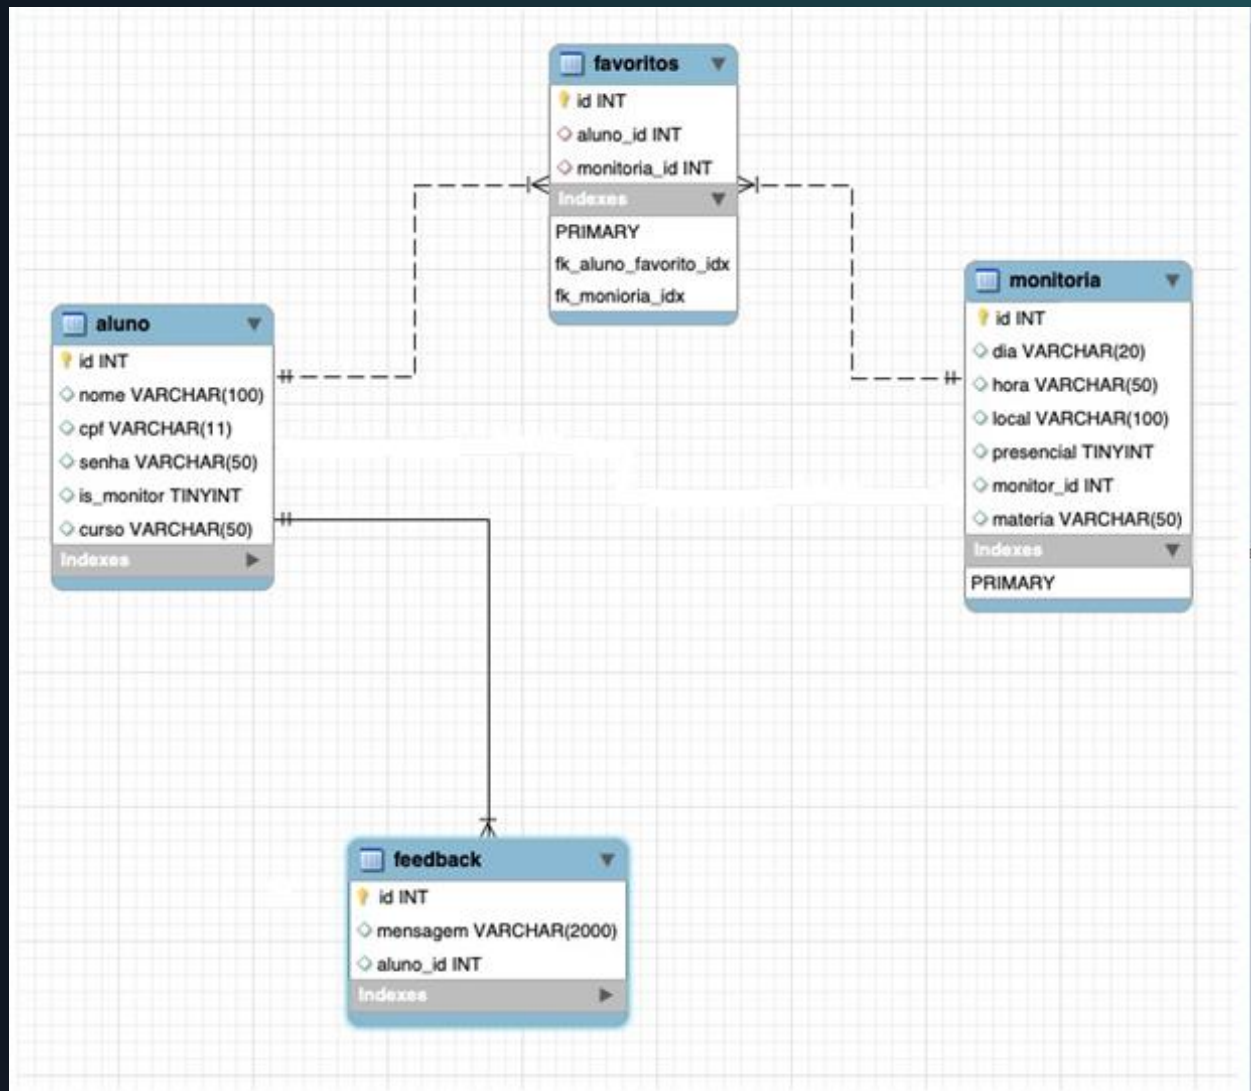 favoritos
id INT
aluno_id INT
monitoria_id INT
Indexes
PRIMARY
fk_aluno_favorito_idx
fk_monioria_idx
aluno
id INT
nome VARCHAR(100)
cpf VARCHAR(11)
senha VARCHAR(50)
is_monitor TINYINT
curso VARCHAR(50)
Indexes
monitoria
id INT
dia VARCHAR(20)
hora VARCHAR(50)
local VARCHAR(100)
presencial TINYINT
monitor_id INT
materia VARCHAR(50)
Indexes
PRIMARY
feedback
id INT
mensagem VARCHAR(2000)
aluno_id INT
Indexes